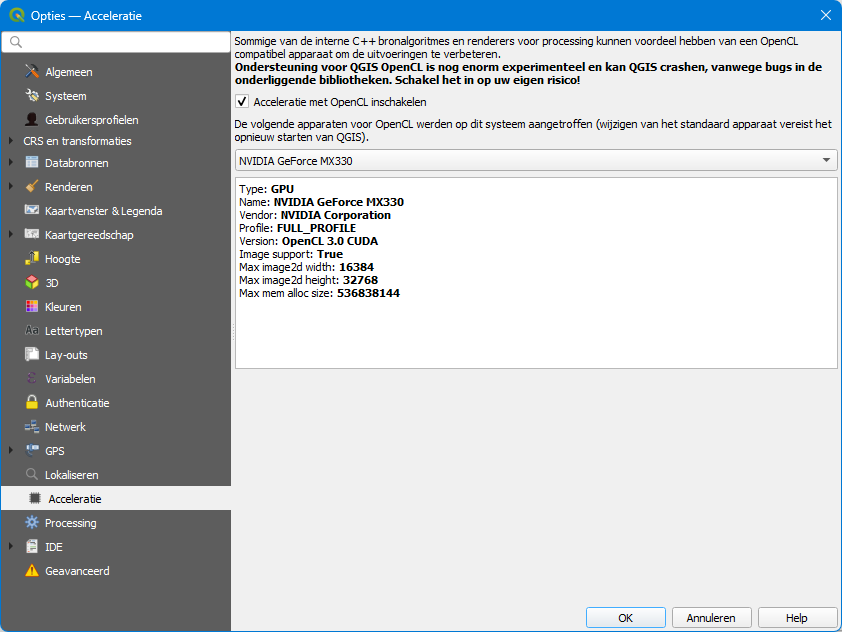 Opties — Acceleratie
Sommige van de interne C++ bronalgoritmes en renderers voor processing kunnen voordeel hebben van een OpenCL
compatibel apparaat om de uitvoeringen te verbeteren.
Ondersteuning voor QGIS OpenCL is nog enorm experimenteel en kan QGIS crashen, vanwege bugs in de
onderliggende bibliotheken. Schakel het in op uw eigen risico!
Acceleratie met OpenCL inschakelen
De volgende apparaten voor OpenCL werden op dit systeem aangetroffen (wijzigen van het standaard apparaat vereist het
opnieuw starten van QGIS).
NVIDIA GeForce MX330
Type: GPU
Name: NVIDIA GeForce MX330
Vendor: NVIDIA Corporation
Profile: FULL_PROFILE
Version: OpenCL 3.0 CUDA
Image support: True
Max image2d width: 16384
Max image2d height: 32768
Max mem alloc size: 536838144
Algemeen
Systeem
Gebruikersprofielen
CRS en transformaties
Databronnen
Renderen
Kaartvenster & Legenda
Kaartgereedschap
Hoogte
3D
Kleuren
Aa Lettertypen
Lay-outs
Variabelen
Authenticatie
Netwerk
GPS
Lokaliseren
Acceleratie
Processing
IDE
Geavanceerd
OK
Annuleren
Help